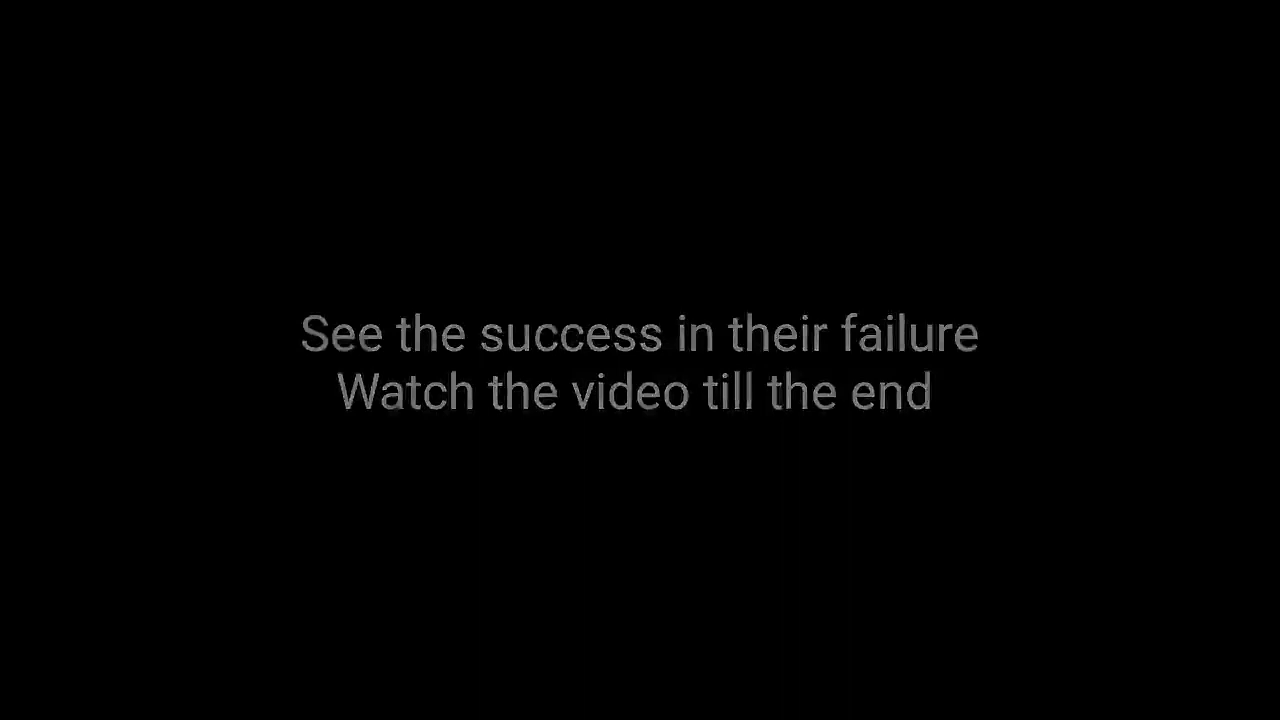 See the success in their failure
Watch the video till the end